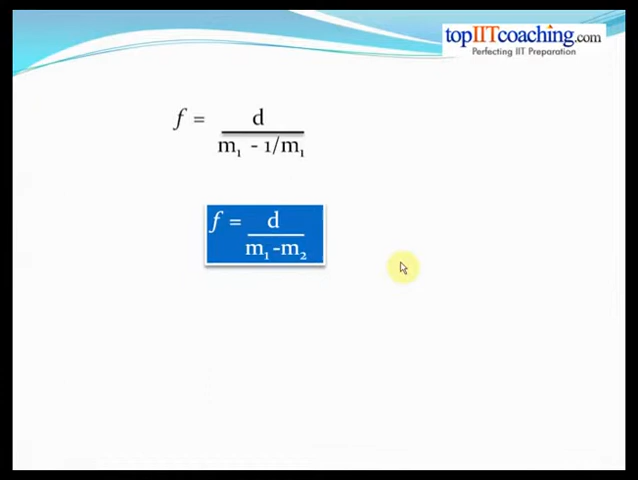 topIITcoaching.com
Perfecting IIT Preparation
f = d
m₁ - 1/m₁
f = d
m₁ -m₂